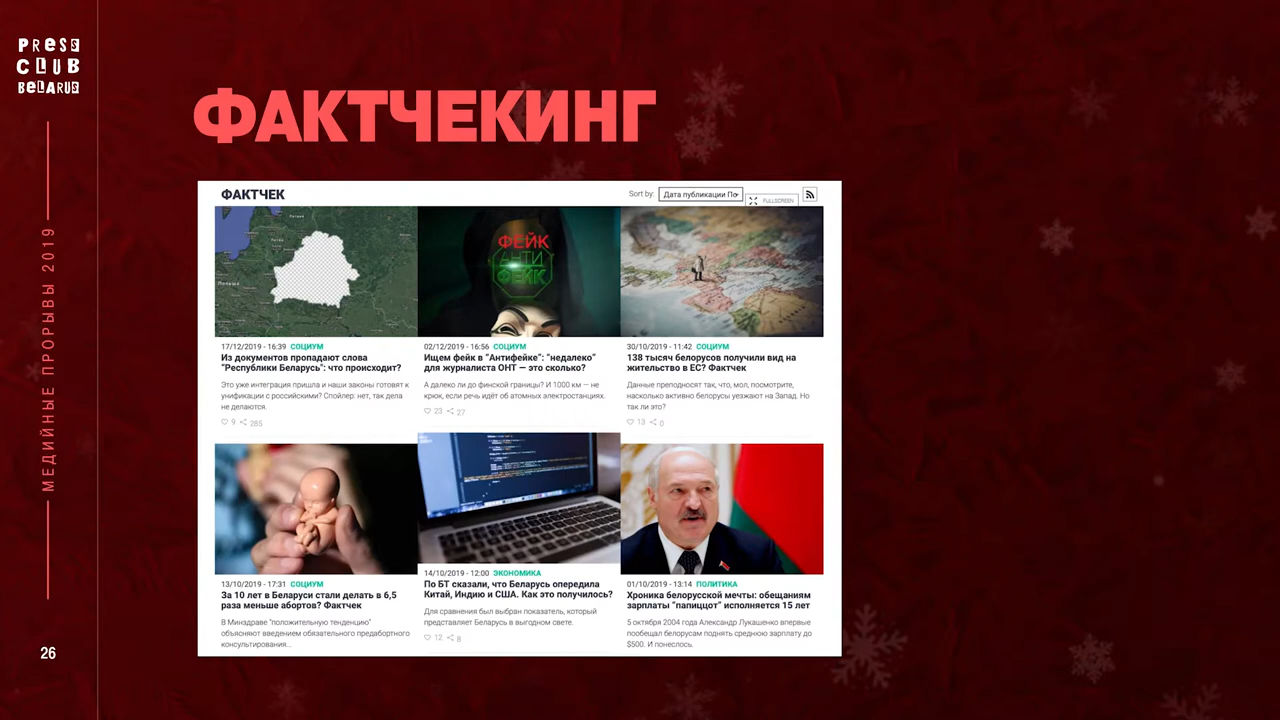 PRESS
CLUB
BELARUS
МЕДИЙНЫЕ ПРОРЫВЫ 2019
26
ФАКТЧЕКИНГ
ФАКТЧЕК
Sort by: Дата публикации По
FULLSCREEN
Польша
ФЕЙК
АНТИ
ФЕЙК
17/12/2019 - 16:39 СОЦИУМ
Из документов пропадают слова
"Республики Беларусь": что происходит?
Это уже интеграция пришла и наши законы готовят к
унификации с российскими? Спойлер: нет, так дела
не делаются.
9 285
02/12/2019 - 16:56 СОЦИУМ
Ищем фейк в "Антифейке": "недалеко"
для журналиста ОНТ — это сколько?
А далеко ли до финской границы? И 1000 км — не
крюк, если речь идёт об атомных электростанциях.
23 27
30/10/2019 - 11:42 СОЦИУМ
138 тысяч белорусов получили вид на
жительство в ЕС? Фактчек
Данные преподносят так, что, мол, посмотрите,
насколько активно белорусы уезжают на Запад. Но
так ли это?
13 0
13/10/2019 - 17:31 СОЦИУМ
За 10 лет в Беларуси стали делать в 6,5
раза меньше абортов? Фактчек
В Минздраве "положительную тенденцию"
объясняют введением обязательного предабортного
консультирования...
14/10/2019 - 12:00 ЭКОНОМИКА
По БТ сказали, что Беларусь опередила
Китай, Индию и США. Как это получилось?
Для сравнения был выбран показатель, который
представляет Беларусь в выгодном свете.
12 8
01/10/2019 - 13:14 ПОЛИТИКА
Хроника белорусской мечты: обещаниям
зарплаты "папиццот" исполняется 15 лет
5 октября 2004 года Александр Лукашенко впервые
пообещал белорусам поднять среднюю зарплату до
$500. И понеслось.